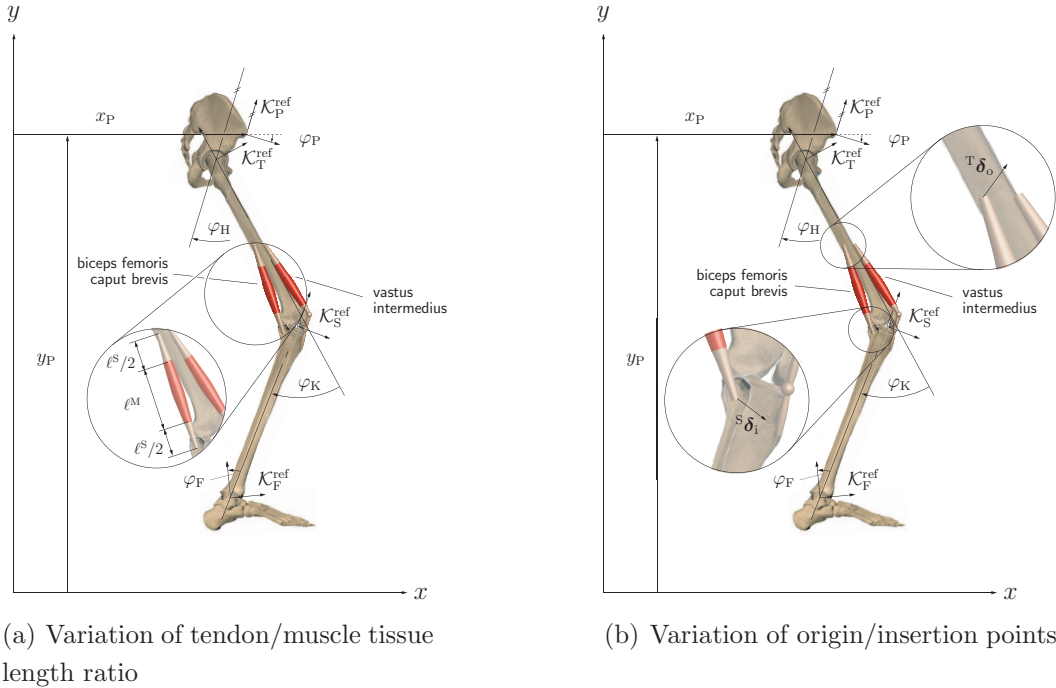 y
x_P
𝒦_P^ref
φ_P
𝒦_T^ref
φ_H
biceps femoris
caput brevis
vastus
intermedius
𝒦_S^ref
ℓ^S/2
ℓ^M
ℓ^S/2
y_P
φ_K
φ_F
𝒦_F^ref
x
(a) Variation of tendon/muscle tissue
length ratio
y
x_P
𝒦_P^ref
φ_P
𝒦_T^ref
^Tδ_o
φ_H
biceps femoris
caput brevis
vastus
intermedius
𝒦_S^ref
y_P
φ_K
^Sδ_i
φ_F
𝒦_F^ref
x
(b) Variation of origin/insertion points